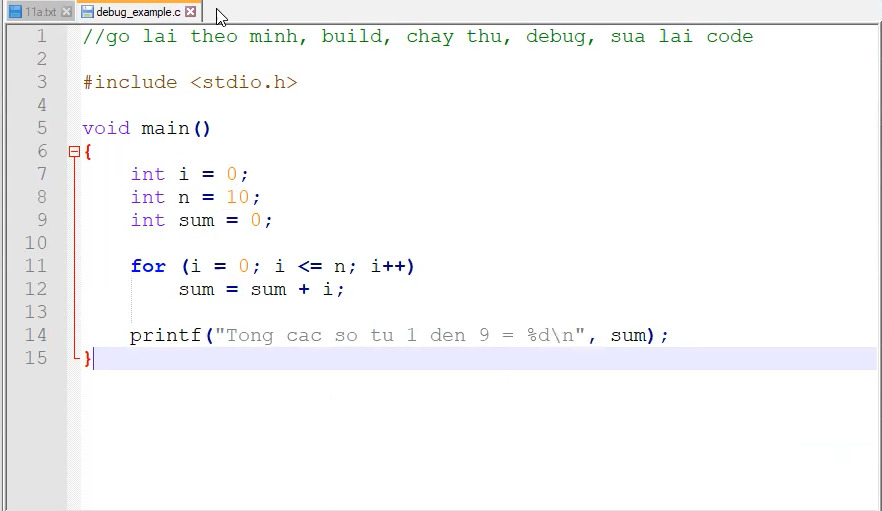 11a.txt debug_example.c
1 //go lai theo minh, build, chay thu, debug, sua lai code
2
3 #include <stdio.h>
4
5 void main()
6 {
7 int i = 0;
8 int n = 10;
9 int sum = 0;
10
11 for (i = 0; i <= n; i++)
12 sum = sum + i;
13
14 printf("Tong cac so tu 1 den 9 = %d\n", sum);
15 }